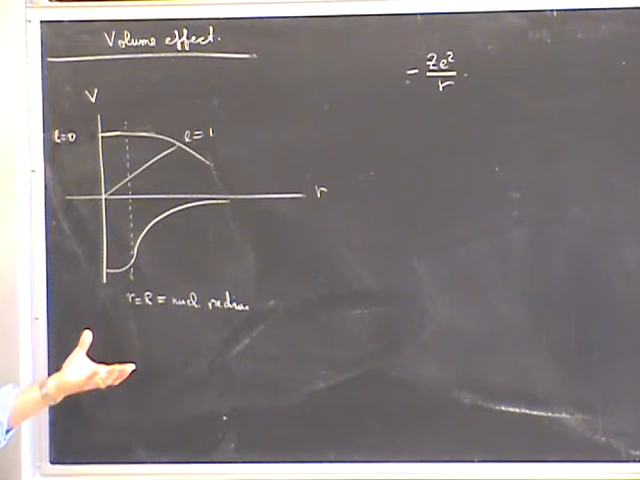 Volume effect.
- Ze²/r.
V
l=0
l=1
r
r=R = nucl. radius